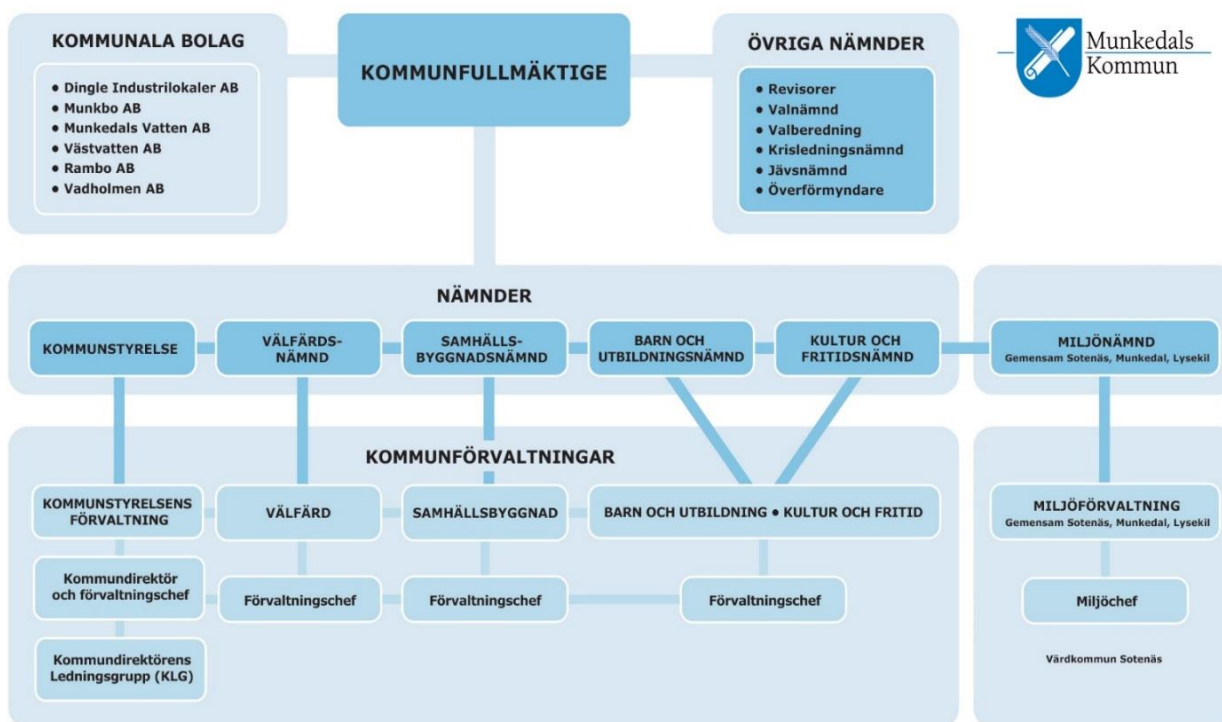 KOMMUNALA BOLAG
• Dingle Industrilokaler AB
• Munkbo AB
• Munkedals Vatten AB
• Västvatten AB
• Rambo AB
• Vadholmen AB
KOMMUNFULLMÄKTIGE
ÖVRIGA NÄMNDER
• Revisorer
• Valnämnd
• Valberedning
• Krisledningsnämnd
• Jävsnämnd
• Överförmyndare
Munkedals
Kommun
NÄMNDER
KOMMUNSTYRELSE
VÄLFÄRDS-
NÄMND
SAMHÄLLS-
BYGGNADSNÄMND
BARN OCH
UTBILDNINGSNÄMND
KULTUR OCH
FRITIDSNÄMND
MILJÖNÄMND
Gemensam Sotenäs, Munkedal, Lysekil
KOMMUNFÖRVALTNINGAR
KOMMUNSTYRELSENS
FÖRVALTNING
VÄLFÄRD
SAMHÄLLSBYGGNAD
BARN OCH UTBILDNING • KULTUR OCH FRITID
MILJÖFÖRVALTNING
Gemensam Sotenäs, Munkedal, Lysekil
Kommundirektör
och förvaltningschef
Förvaltningschef
Förvaltningschef
Förvaltningschef
Miljöchef
Kommundirektörens
Ledningsgrupp (KLG)
Värdkommun Sotenäs